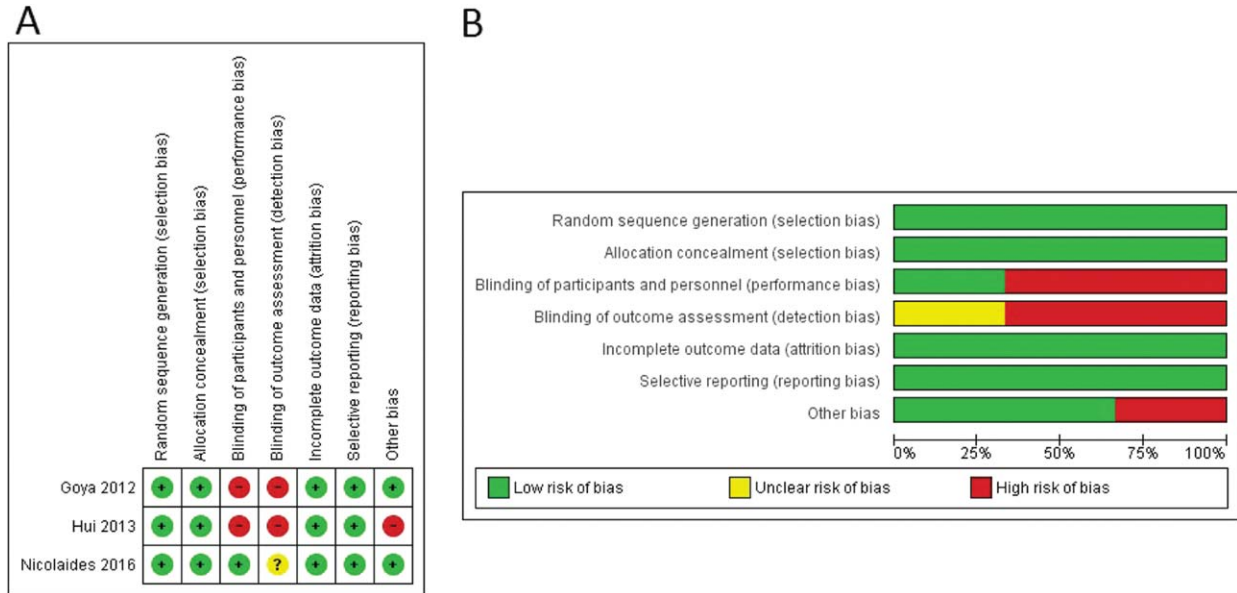 A
Random sequence generation (selection bias)
Allocation concealment (selection bias)
Blinding of participants and personnel (performance bias)
Blinding of outcome assessment (detection bias)
Incomplete outcome data (attrition bias)
Selective reporting (reporting bias)
Other bias
Goya 2012
+ + - - + + +
Hui 2013
+ + - - + + -
Nicolaides 2016
+ + + ? + + +
B
Random sequence generation (selection bias)
Allocation concealment (selection bias)
Blinding of participants and personnel (performance bias)
Blinding of outcome assessment (detection bias)
Incomplete outcome data (attrition bias)
Selective reporting (reporting bias)
Other bias
0% 25% 50% 75% 100%
Low risk of bias Unclear risk of bias High risk of bias